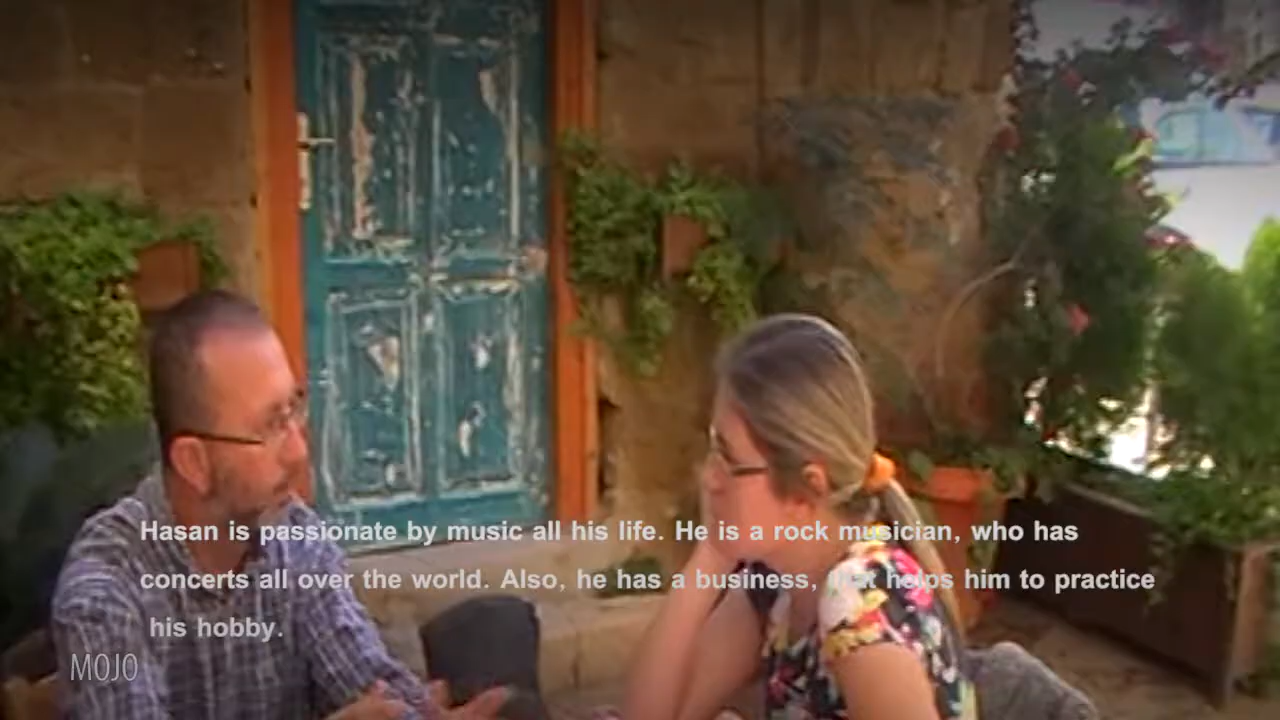 Hasan is passionate by music all his life. He is a rock musician, who has
concerts all over the world. Also, he has a business, that helps him to practice
his hobby.
MOJO